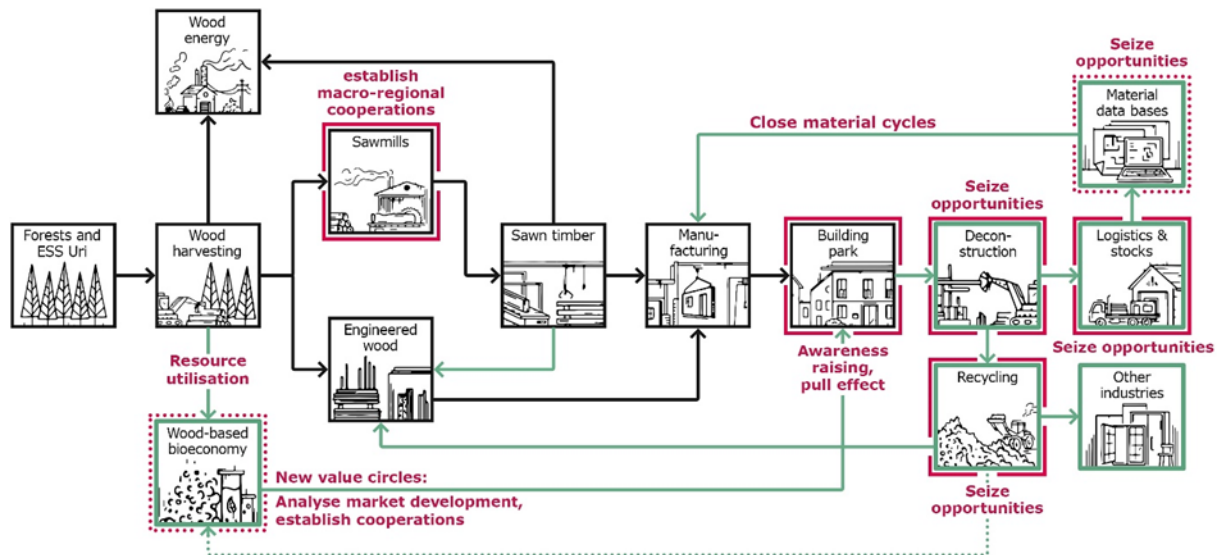 Wood
energy
establish
macro-regional
cooperations
Sawmills
Seize
opportunities
Material
data bases
Close material cycles
Forests and
ESS Uri
Wood
harvesting
Sawn timber
Manu-
facturing
Building
park
Seize
opportunities
Decon-
struction
Logistics &
stocks
Seize opportunities
Engineered
wood
Resource
utilisation
Awareness
raising,
pull effect
Recycling
Other
industries
Seize
opportunities
Wood-based
bioeconomy
New value circles:
Analyse market development,
establish cooperations